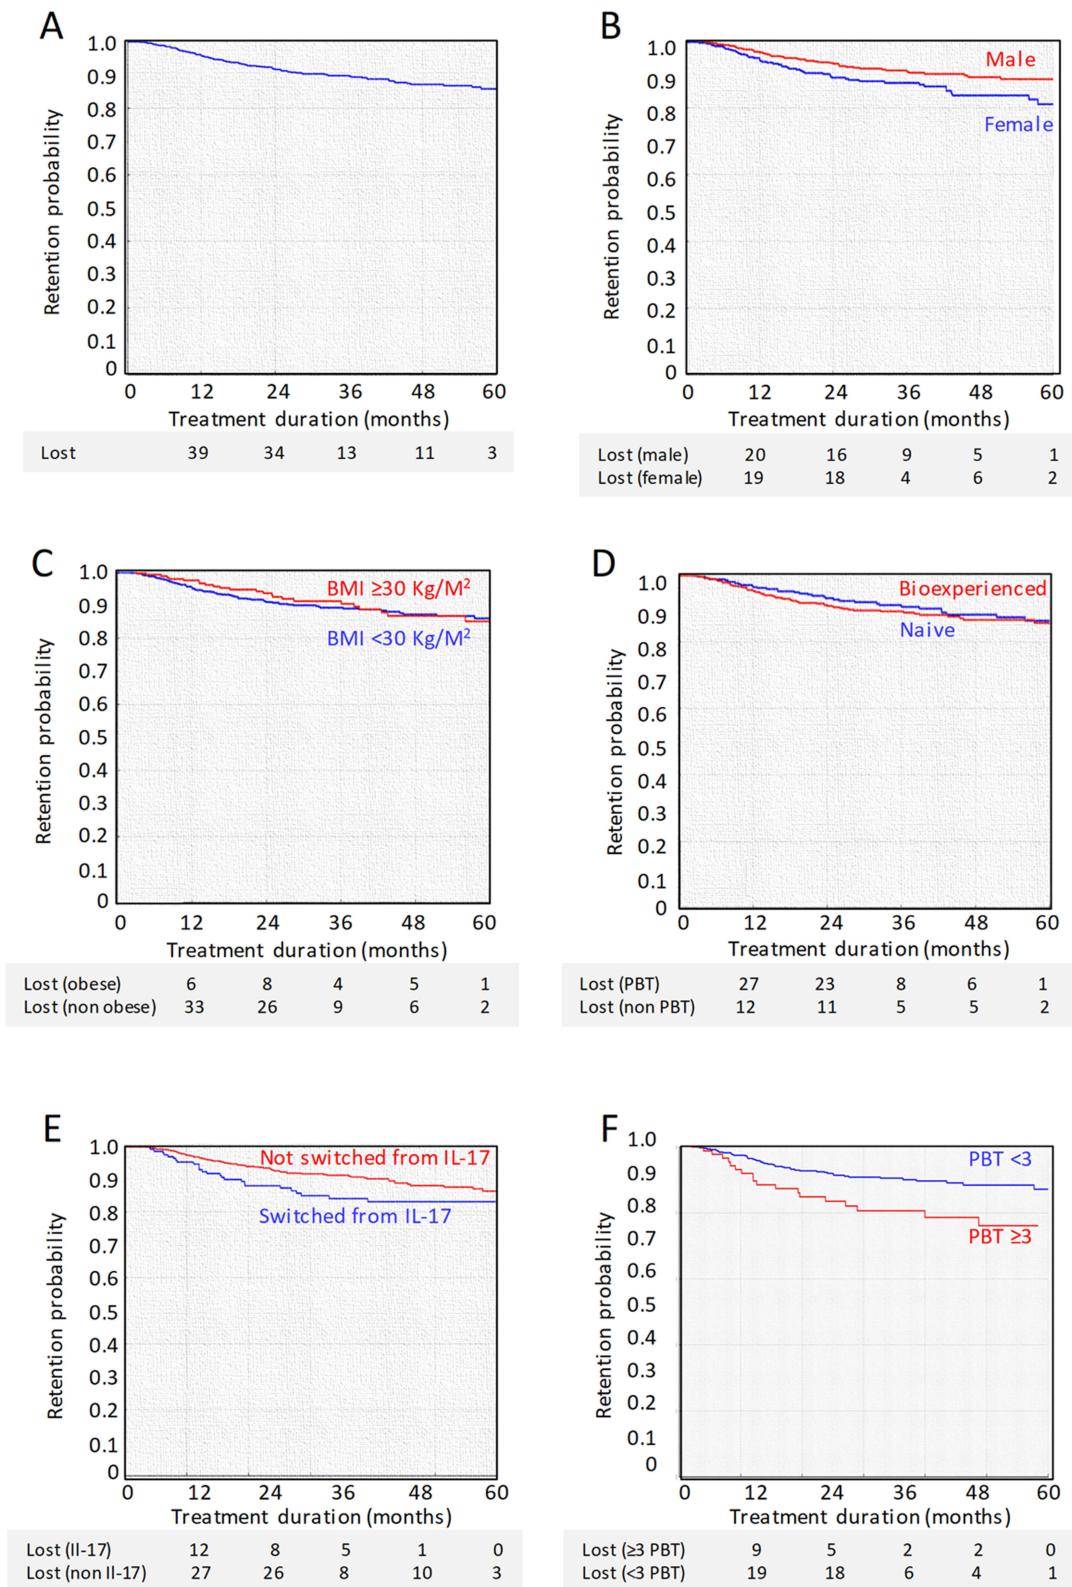 A
Retention probability
1.0
0.9
0.8
0.7
0.6
0.5
0.4
0.3
0.2
0.1
0
0 12 24 36 48 60
Treatment duration (months)
Lost 39 34 13 11 3
B
Retention probability
1.0
0.9
0.8
0.7
0.6
0.5
0.4
0.3
0.2
0.1
0
Male
Female
0 12 24 36 48 60
Treatment duration (months)
Lost (male) 20 16 9 5 1
Lost (female) 19 18 4 6 2
C
Retention probability
1.0
0.9
0.8
0.7
0.6
0.5
0.4
0.3
0.2
0.1
0
BMI ≥30 Kg/M²
BMI <30 Kg/M²
0 12 24 36 48 60
Treatment duration (months)
Lost (obese) 6 8 4 5 1
Lost (non obese) 33 26 9 6 2
D
Retention probability
1.0
0.9
0.8
0.7
0.6
0.5
0.4
0.3
0.2
0.1
0
Bioexperienced
Naive
0 12 24 36 48 60
Treatment duration (months)
Lost (PBT) 27 23 8 6 1
Lost (non PBT) 12 11 5 5 2
E
Retention probability
1.0
0.9
0.8
0.7
0.6
0.5
0.4
0.3
0.2
0.1
0
Not switched from IL-17
Switched from IL-17
0 12 24 36 48 60
Treatment duration (months)
Lost (Il-17) 12 8 5 1 0
Lost (non Il-17) 27 26 8 10 3
F
Retention probability
1.0
0.9
0.8
0.7
0.6
0.5
0.4
0.3
0.2
0.1
0
PBT <3
PBT ≥3
0 12 24 36 48 60
Treatment duration (months)
Lost (≥3 PBT) 9 5 2 2 0
Lost (<3 PBT) 19 18 6 4 1